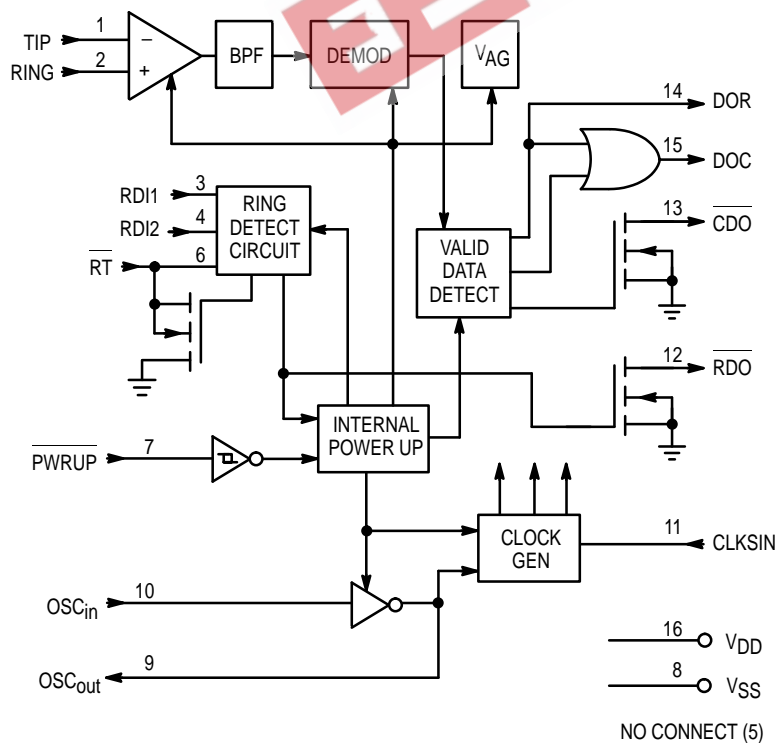 TIP
1
−
BPF
DEMOD
VAG
RING
2
+
14
DOR
15
DOC
RDI1
3
RING
DETECT
CIRCUIT
RDI2
4
RT
6
VALID
DATA
DETECT
13
CDO
12
RDO
INTERNAL
POWER UP
PWRUP
7
CLOCK
GEN
11
CLKSIN
OSCin
10
OSCout
9
16
VDD
8
VSS
NO CONNECT (5)